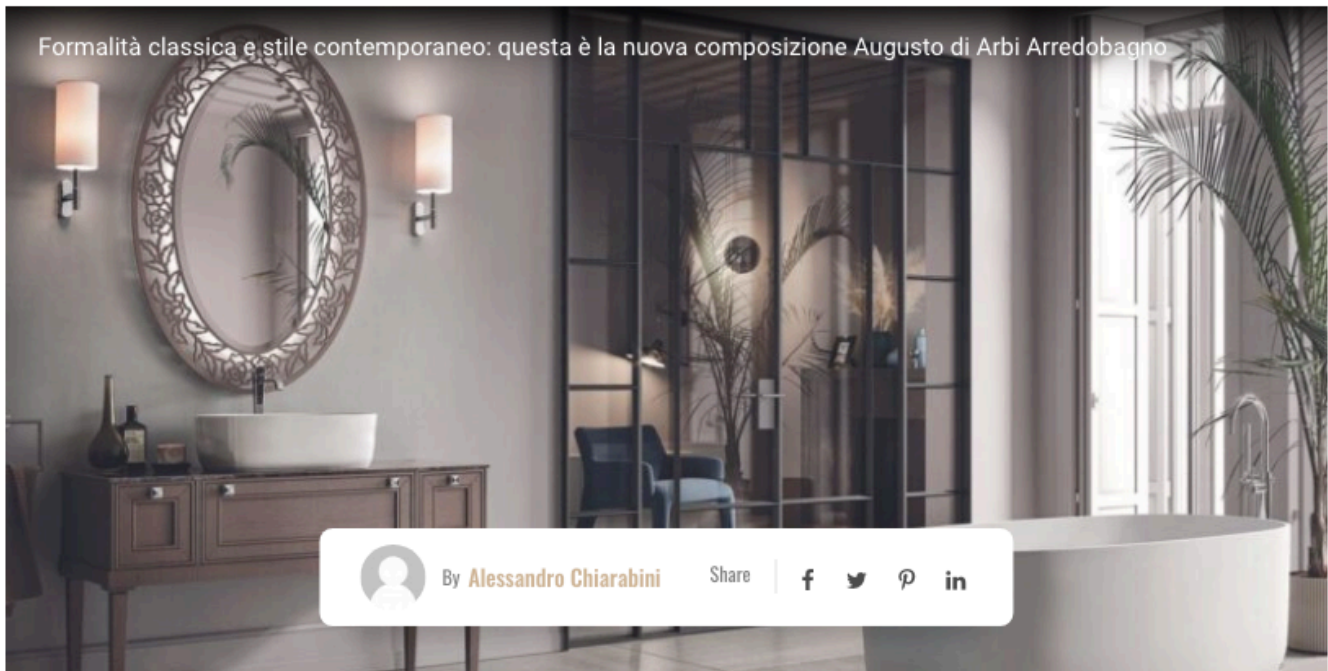 Formalità classica e stile contemporaneo: questa è la nuova composizione Augusto di Arbi Arredobagno
By Alessandro Chiarabini
Share